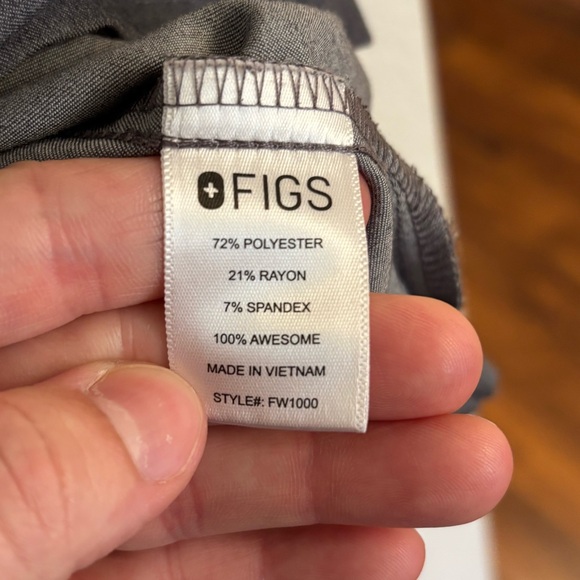 FIGS
72% POLYESTER
21% RAYON
7% SPANDEX
100% AWESOME
MADE IN VIETNAM
STYLE#: FW1000